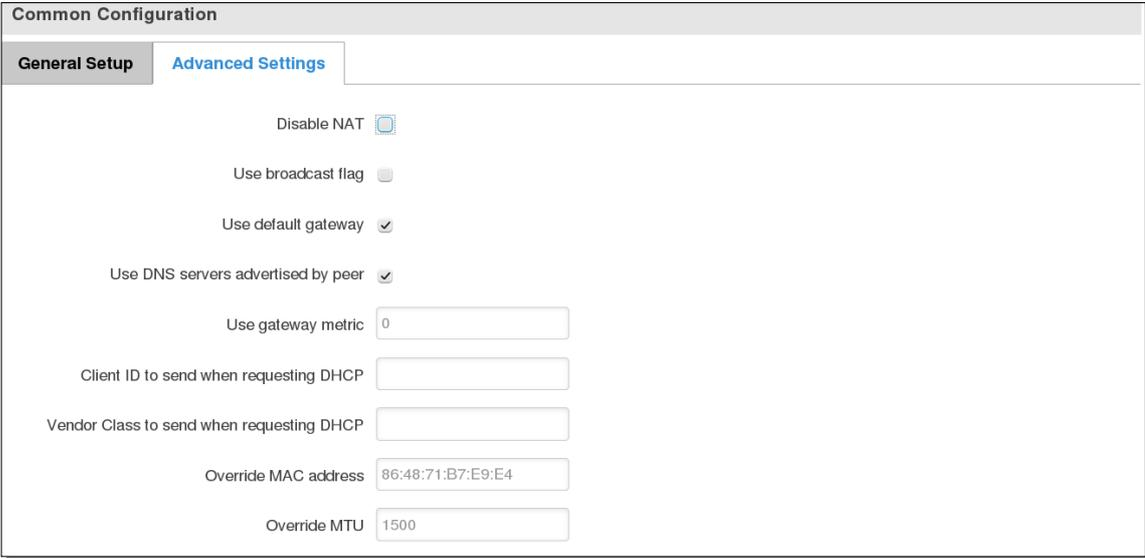 Common Configuration
General Setup
Advanced Settings
Disable NAT
Use broadcast flag
Use default gateway
Use DNS servers advertised by peer
Use gateway metric 0
Client ID to send when requesting DHCP
Vendor Class to send when requesting DHCP
Override MAC address 86:48:71:B7:E9:E4
Override MTU 1500